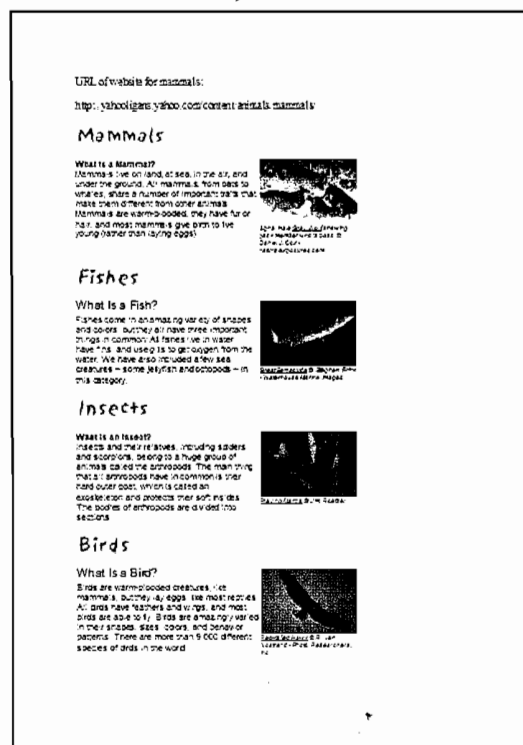 URL of website for mammals:
http:. yahooligans.yahoo.com/content animals mammals/
Mammals
What Is a Mammal?
Mammals live on land, at sea, in the air, and
under the ground. All mammals, from bats to
whales, share a number of important traits that
make them different from other animals.
Mammals are warm-blooded, they have fur or
hair, and most mammals give birth to live
young (rather than laying eggs)
Fishes
What Is a Fish?
Fishes come in an amazing variety of shapes
and colors, but they all have three important
things in common: All fishes live in water
have fins, and use gills to get oxygen from the
water. We have also included a few sea
creatures – some jellyfish and octopods – in
this category.
Great Barracuda ©
Insects
What Is an Insect?
Insects and their relatives, including spiders
and scorpions, belong to a huge group of
animals called the arthropods. The main thing
that all arthropods have in common is their
hard outer coat, which is called an
exoskeleton and protects their soft insides
The bodies of arthropods are divided into
sections
Praying Mantis
Birds
What Is a Bird?
Birds are warm-blooded creatures, like
mammals, but they lay eggs, like most reptiles
All birds have feathers and wings, and most
birds are able to fly. Birds are amazingly varied
in their shapes, sizes, colors, and behavior
patterns. There are more than 9,000 different
species of birds in the world
Photo Researchers,